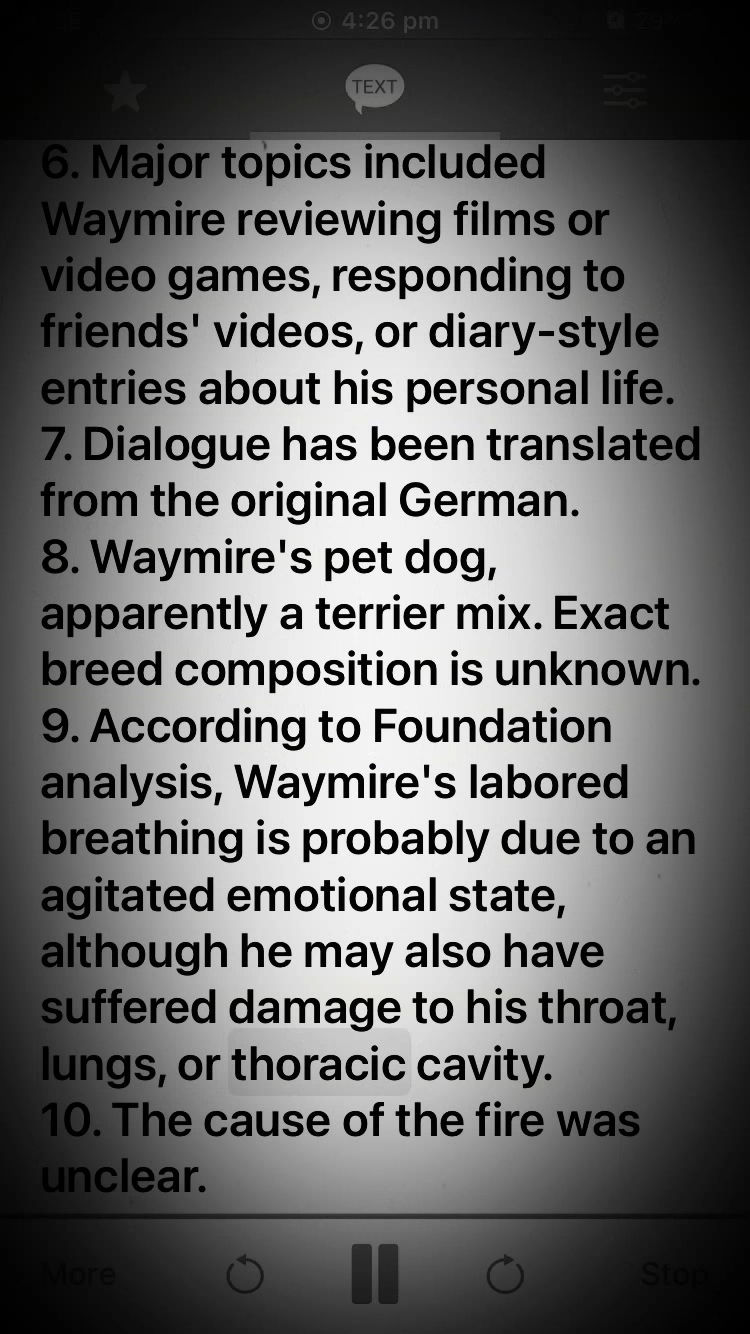 4:26 pm
TEXT
6. Major topics included
Waymire reviewing films or
video games, responding to
friends' videos, or diary-style
entries about his personal life.
7. Dialogue has been translated
from the original German.
8. Waymire's pet dog,
apparently a terrier mix. Exact
breed composition is unknown.
9. According to Foundation
analysis, Waymire's labored
breathing is probably due to an
agitated emotional state,
although he may also have
suffered damage to his throat,
lungs, or thoracic cavity.
10. The cause of the fire was
unclear.
More
Stop